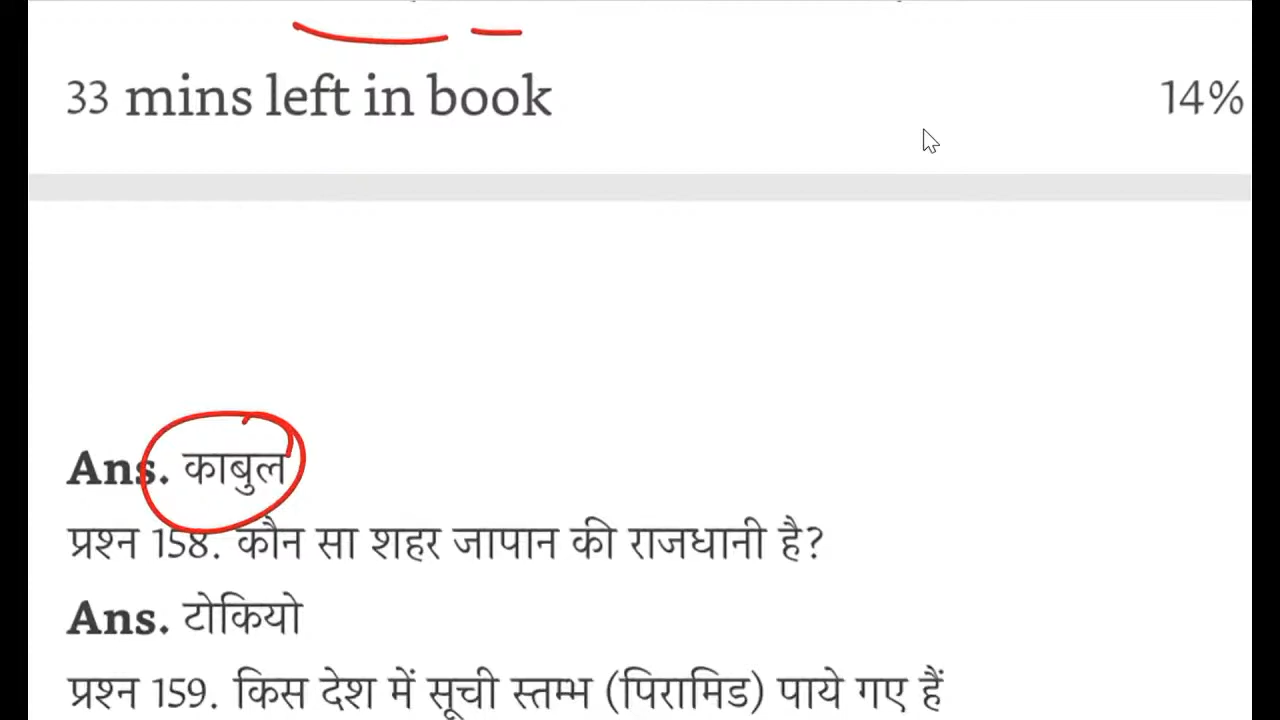 33 mins left in book 14%
Ans. काबुल
प्रश्न 158. कौन सा शहर जापान की राजधानी है?
Ans. टोकियो
प्रश्न 159. किस देश में सूची स्तम्भ (पिरामिड) पाये गए हैं